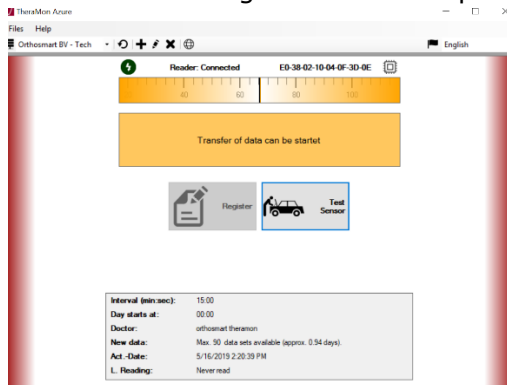 TheraMon Azure
Files Help
Orthosmart BV - Tech English
Reader: Connected E0-38-02-10-04-0F-3D-0E
40 60 80 100
Transfer of data can be startet
Register
Test
Sensor
Interval (min:sec): 15:00
Day starts at: 00:00
Doctor: orthosmart theramon
New data: Max. 90 data sets available (approx. 0.94 days).
Act.-Date: 5/16/2019 2:20:39 PM
L. Reading: Never read